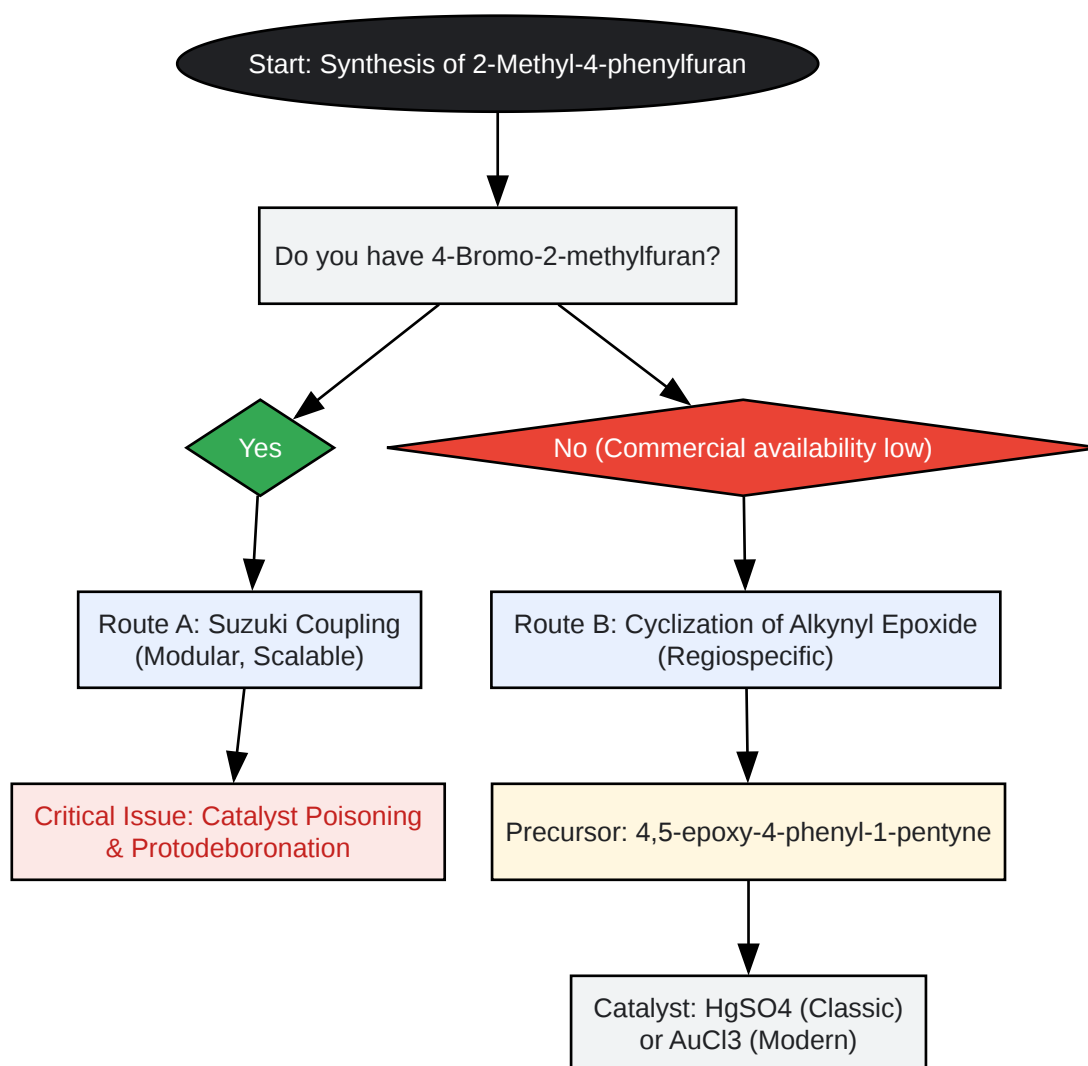 Start: Synthesis of 2-Methyl-4-phenylfuran
Do you have 4-Bromo-2-methylfuran?
Yes
No (Commercial availability low)
Route A: Suzuki Coupling
(Modular, Scalable)
Route B: Cyclization of Alkynyl Epoxide
(Regiospecific)
Critical Issue: Catalyst Poisoning
& Protodeboronation
Precursor: 4,5-epoxy-4-phenyl-1-pentyne
Catalyst: HgSO4 (Classic)
or AuCl3 (Modern)